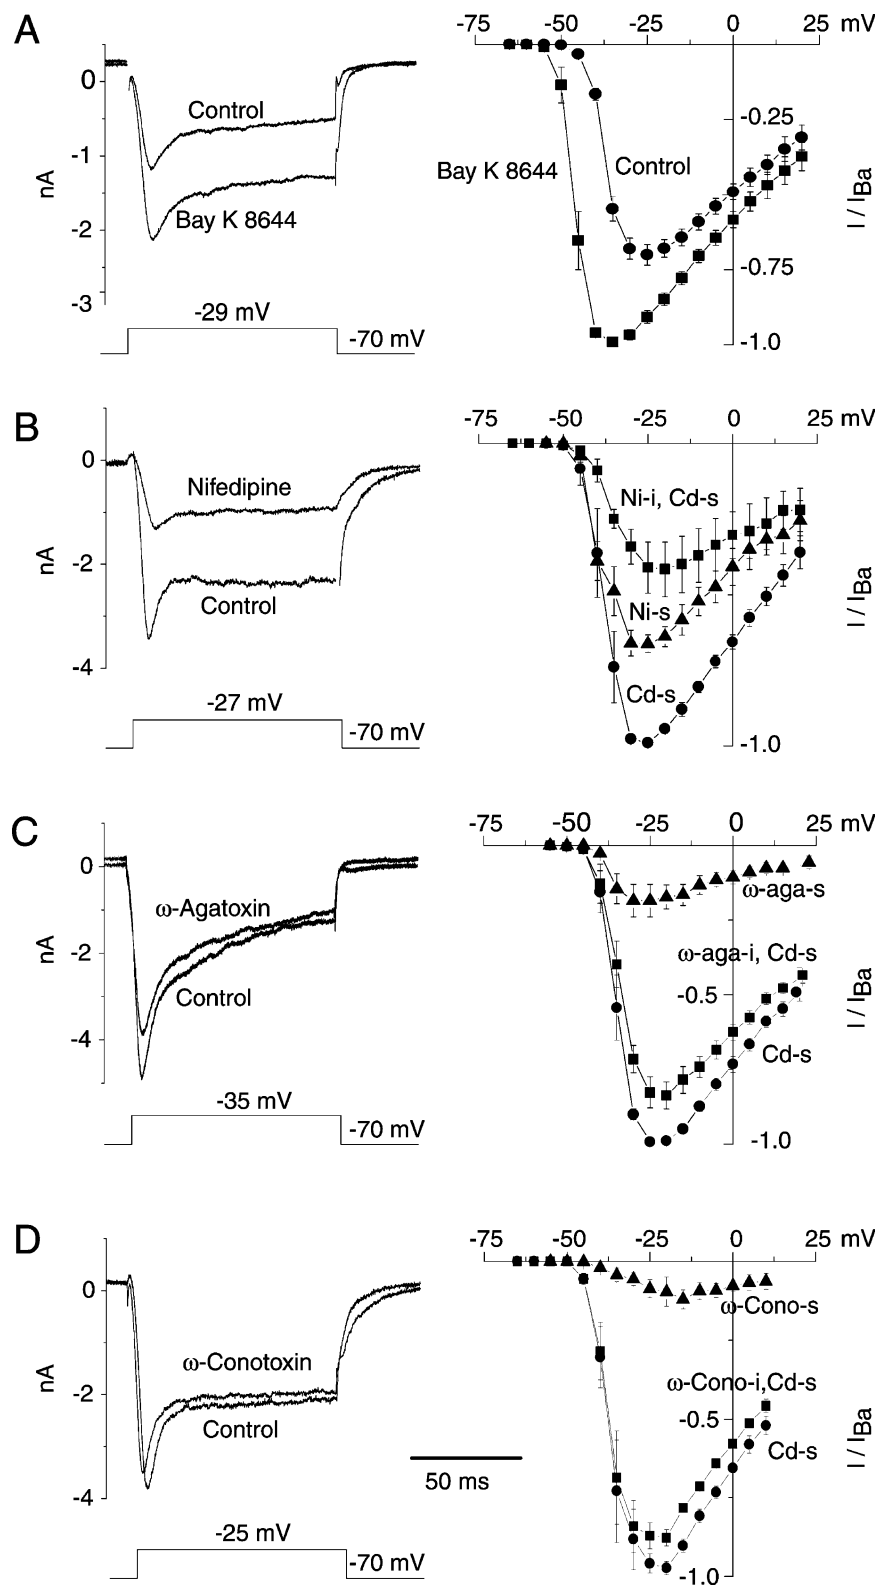 A
0
-1
-2
-3
nA
Control
Bay K 8644
-29 mV
-70 mV
-75
-50
-25
0
25
mV
-0.25
-0.75
-1.0
I / IBa
Bay K 8644
Control
B
0
-2
-4
nA
Nifedipine
Control
-27 mV
-70 mV
-75
-50
-25
0
25
mV
Ni-i, Cd-s
Ni-s
Cd-s
-1.0
I / IBa
C
0
-2
-4
nA
ω-Agatoxin
Control
-35 mV
-70 mV
-75
-50
-25
0
25
mV
ω-aga-s
ω-aga-i, Cd-s
-0.5
Cd-s
-1.0
I / IBa
D
0
-2
-4
nA
ω-Conotoxin
Control
-25 mV
-70 mV
50 ms
-75
-50
-25
0
25
mV
ω-Cono-s
ω-Cono-i,Cd-s
-0.5
Cd-s
-1.0
I / IBa